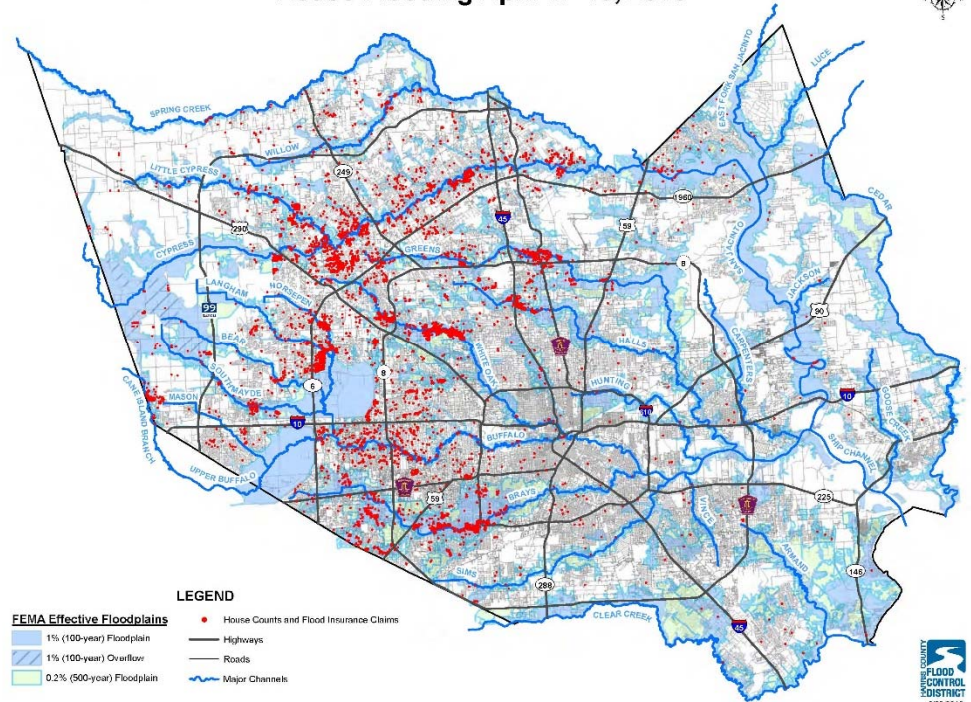 SPRING CREEK
WILLOW
LITTLE CYPRESS
249
290
CYPRESS
45
59
1960
EAST FORK SAN JACINTO
LUCE
CEDAR
GREENS
8
SAN JACINTO
JACKSON
90
LANGHAM
HORSEPEN
99
BEAR
SOUTH MAYDE
MASON
CANE ISLAND BRANCH
UPPER BUFFALO
6
8
10
WHITE OAK
HALLS
HUNTING
CARPENTERS
10
10
GOOSE CREEK
SHIP CHANNEL
BUFFALO
59
BRAYS
VINCE
225
ARMAND
146
SIMS
288
CLEAR CREEK
45
S
LEGEND
FEMA Effective Floodplains
1% (100-year) Floodplain
1% (100-year) Overflow
0.2% (500-year) Floodplain
House Counts and Flood Insurance Claims
Highways
Roads
Major Channels
HARRIS COUNTY
FLOOD
CONTROL
DISTRICT